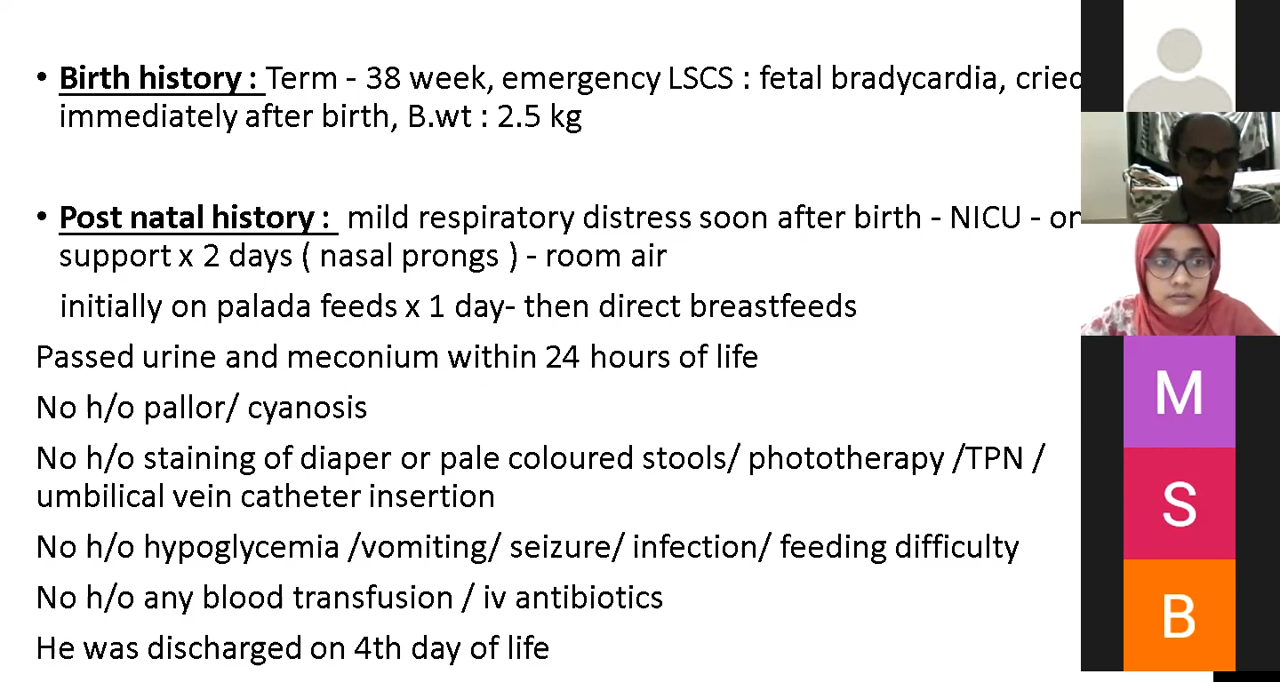 • Birth history : Term - 38 week, emergency LSCS : fetal bradycardia, cried
immediately after birth, B.wt : 2.5 kg
• Post natal history : mild respiratory distress soon after birth - NICU - on
support x 2 days ( nasal prongs ) - room air
initially on palada feeds x 1 day- then direct breastfeeds
Passed urine and meconium within 24 hours of life
No h/o pallor/ cyanosis
No h/o staining of diaper or pale coloured stools/ phototherapy /TPN /
umbilical vein catheter insertion
No h/o hypoglycemia /vomiting/ seizure/ infection/ feeding difficulty
No h/o any blood transfusion / iv antibiotics
He was discharged on 4th day of life
M
S
B